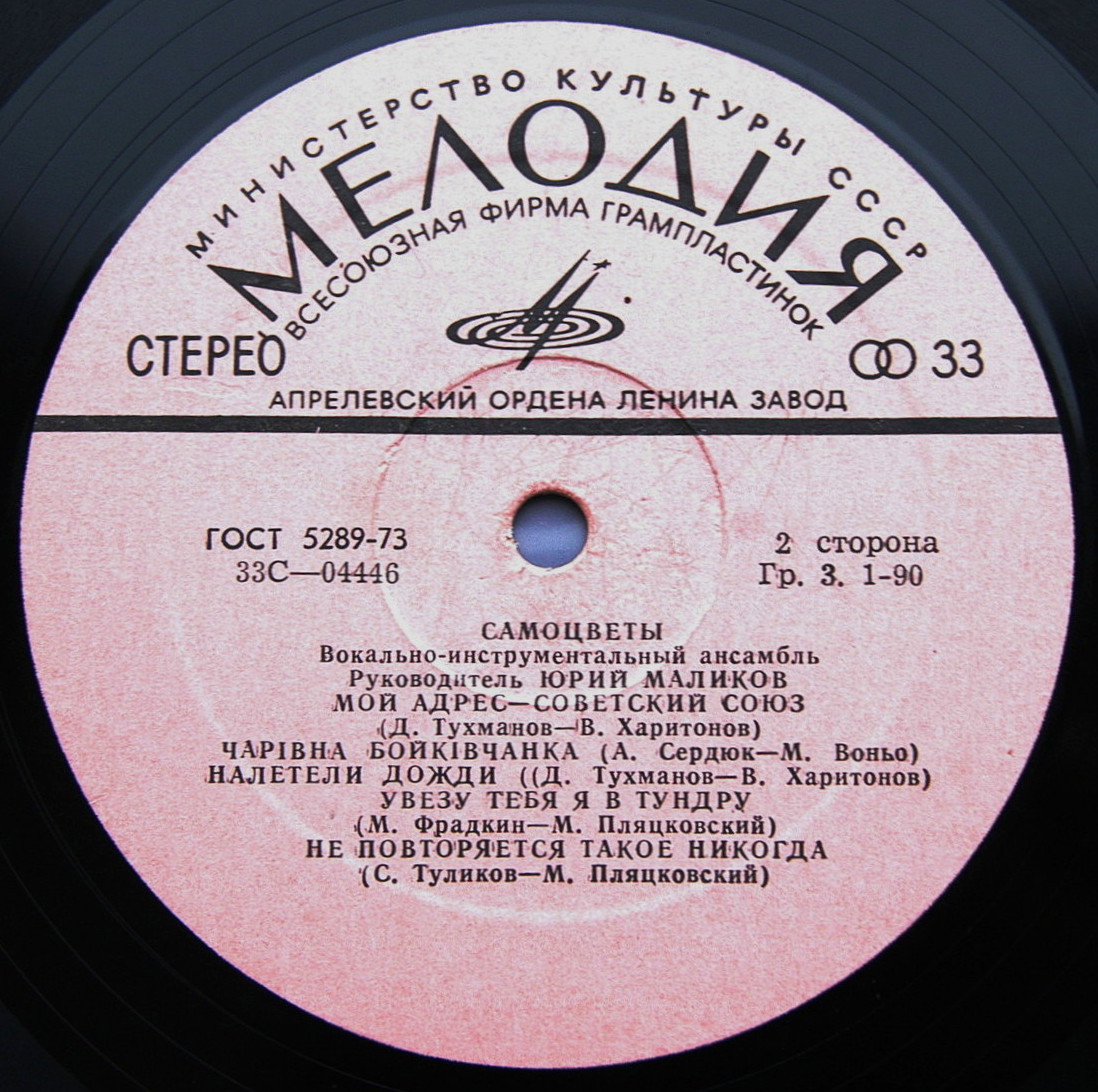 МИНИСТЕРСТВО КУЛЬТУРЫ СССР
МЕЛОДИЯ
ВСЕСОЮЗНАЯ ФИРМА ГРАМПЛАСТИНОК
СТЕРЕО
33
АПРЕЛЕВСКИЙ ОРДЕНА ЛЕНИНА ЗАВОД
ГОСТ 5289-73
33С—04446
2 сторона
Гр. 3. 1-90
САМОЦВЕТЫ
Вокально-инструментальный ансамбль
Руководитель ЮРИЙ МАЛИКОВ
МОЙ АДРЕС—СОВЕТСКИЙ СОЮЗ
(Д. Тухманов—В. Харитонов)
ЧАРІВНА БОЙКІВЧАНКА (А. Сердюк—М. Воньо)
НАЛЕТЕЛИ ДОЖДИ ((Д. Тухманов—В. Харитонов)
УВЕЗУ ТЕБЯ Я В ТУНДРУ
(М. Фрадкин—М. Пляцковский)
НЕ ПОВТОРЯЕТСЯ ТАКОЕ НИКОГДА
(С. Туликов—М. Пляцковский)